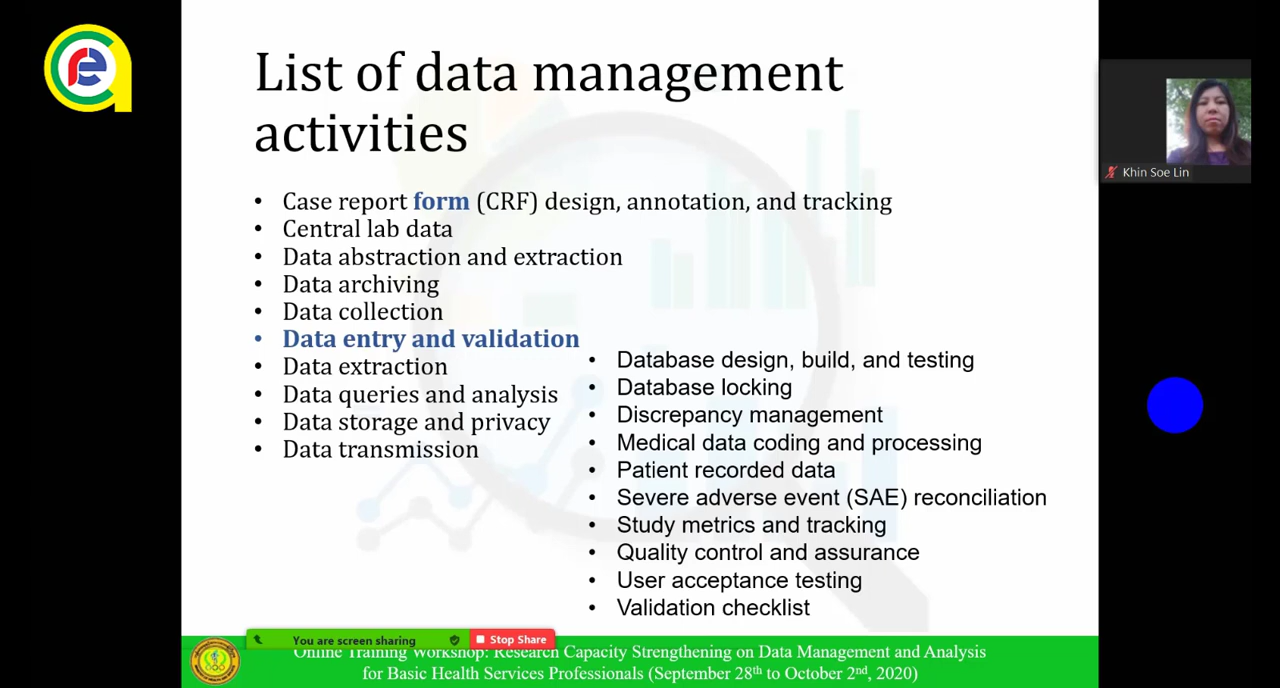 List of data management
activities
• Case report form (CRF) design, annotation, and tracking
• Central lab data
• Data abstraction and extraction
• Data archiving
• Data collection
• Data entry and validation
• Data extraction
• Data queries and analysis
• Data storage and privacy
• Data transmission
• Database design, build, and testing
• Database locking
• Discrepancy management
• Medical data coding and processing
• Patient recorded data
• Severe adverse event (SAE) reconciliation
• Study metrics and tracking
• Quality control and assurance
• User acceptance testing
• Validation checklist
Khin Soe Lin
You are screen sharing
Stop Share
Online Training Workshop: Research Capacity Strengthening on Data Management and Analysis
for Basic Health Services Professionals (September 28th to October 2nd, 2020)